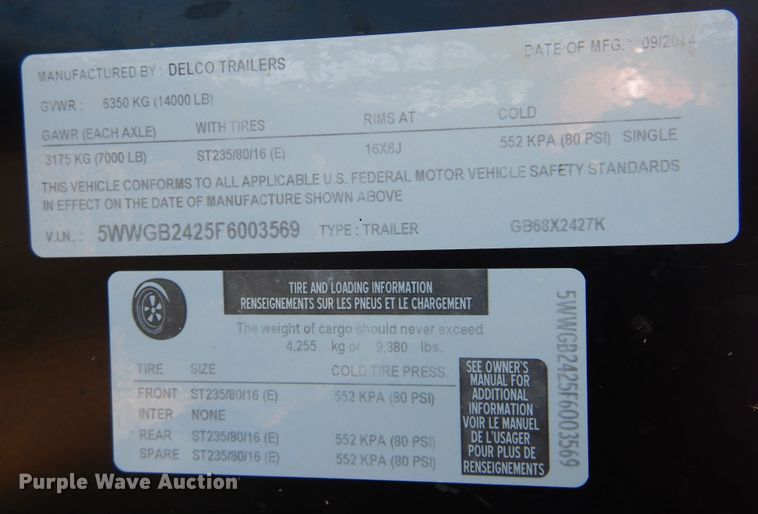 MANUFACTURED BY : DELCO TRAILERS DATE OF MFG. : 09/2014
GVWR : 6350 KG (14000 LB)
GAWR (EACH AXLE) WITH TIRES RIMS AT COLD
3175 KG (7000 LB) ST235/80/16 (E) 16X6J 552 KPA (80 PSI) SINGLE
THIS VEHICLE CONFORMS TO ALL APPLICABLE U.S. FEDERAL MOTOR VEHICLE SAFETY STANDARDS
IN EFFECT ON THE DATE OF MANUFACTURE SHOWN ABOVE
V.I.N.: 5WWGB2425F6003569 TYPE : TRAILER GB68X2427K
TIRE AND LOADING INFORMATION
RENSEIGNEMENTS SUR LES PNEUS ET LE CHARGEMENT
The weight of cargo should never exceed
4,255 kg or 9,380 lbs.
TIRE SIZE COLD TIRE PRESS.
FRONT ST235/80/16 (E) 552 KPA (80 PSI)
INTER NONE
REAR ST235/80/16 (E) 552 KPA (80 PSI)
SPARE ST235/80/16 (E) 552 KPA (80 PSI)
SEE OWNER'S
MANUAL FOR
ADDITIONAL
INFORMATION
VOIR LE MANUEL
DE L'USAGER
POUR PLUS DE
RENSEIGNEMENTS
5WWGB2425F6003569
Purple Wave Auction